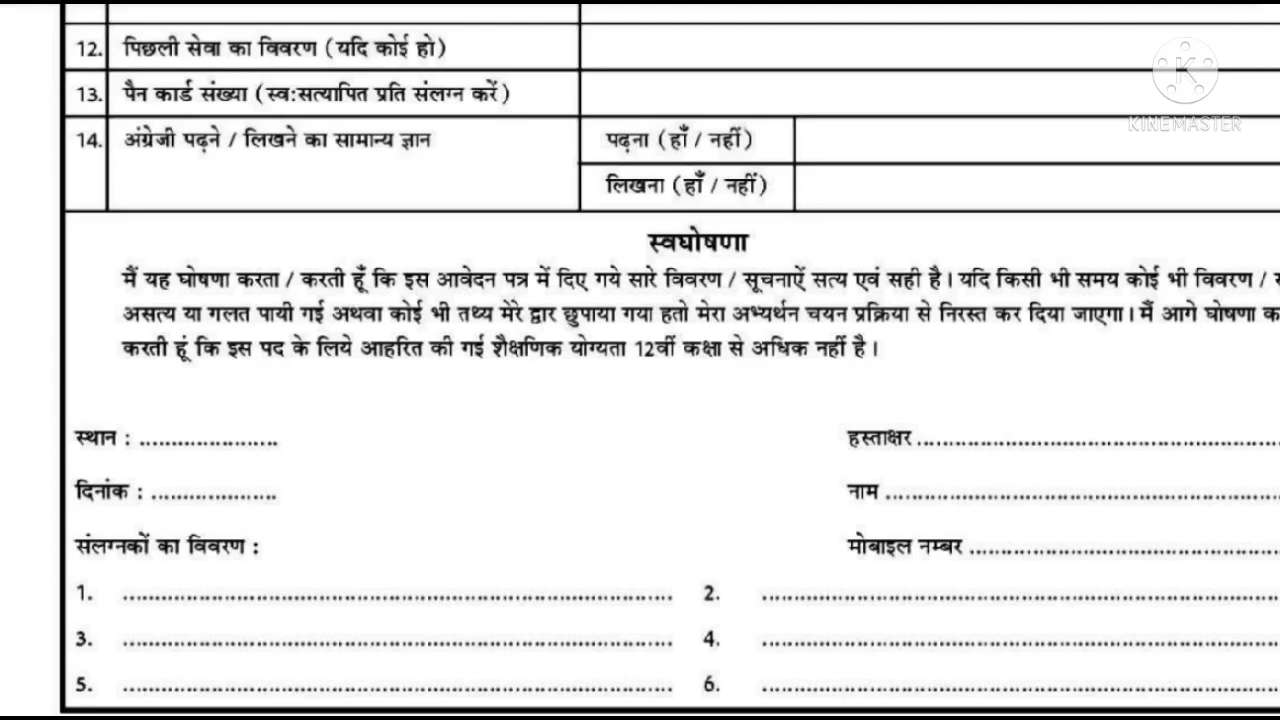 12. पिछली सेवा का विवरण (यदि कोई हो)
13. पैन कार्ड संख्या (स्व:सत्यापित प्रति संलग्न करें)
14. अंग्रेजी पढ़ने / लिखने का सामान्य ज्ञान पढ़ना (हाँ / नहीं)
लिखना (हाँ / नहीं)
स्वघोषणा
मैं यह घोषणा करता / करती हूँ कि इस आवेदन पत्र में दिए गये सारे विवरण / सूचनाऐं सत्य एवं सही है। यदि किसी भी समय कोई भी विवरण /
असत्य या गलत पायी गई अथवा कोई भी तथ्य मेरे द्वार छुपाया गया हतो मेरा अभ्यर्थन चयन प्रक्रिया से निरस्त कर दिया जाएगा। मैं आगे घोषणा
करती हूं कि इस पद के लिये आहरित की गई शैक्षणिक योग्यता 12वीं कक्षा से अधिक नहीं है।
स्थान : ...................... हस्ताक्षर ..........................................................
दिनांक : .................... नाम ..............................................................
संलग्नकों का विवरण : मोबाइल नम्बर .................................................
1. ........................................................................................ 2. ..................................................................................
3. ........................................................................................ 4. ..................................................................................
5. ........................................................................................ 6. ..................................................................................
KINEMASTER